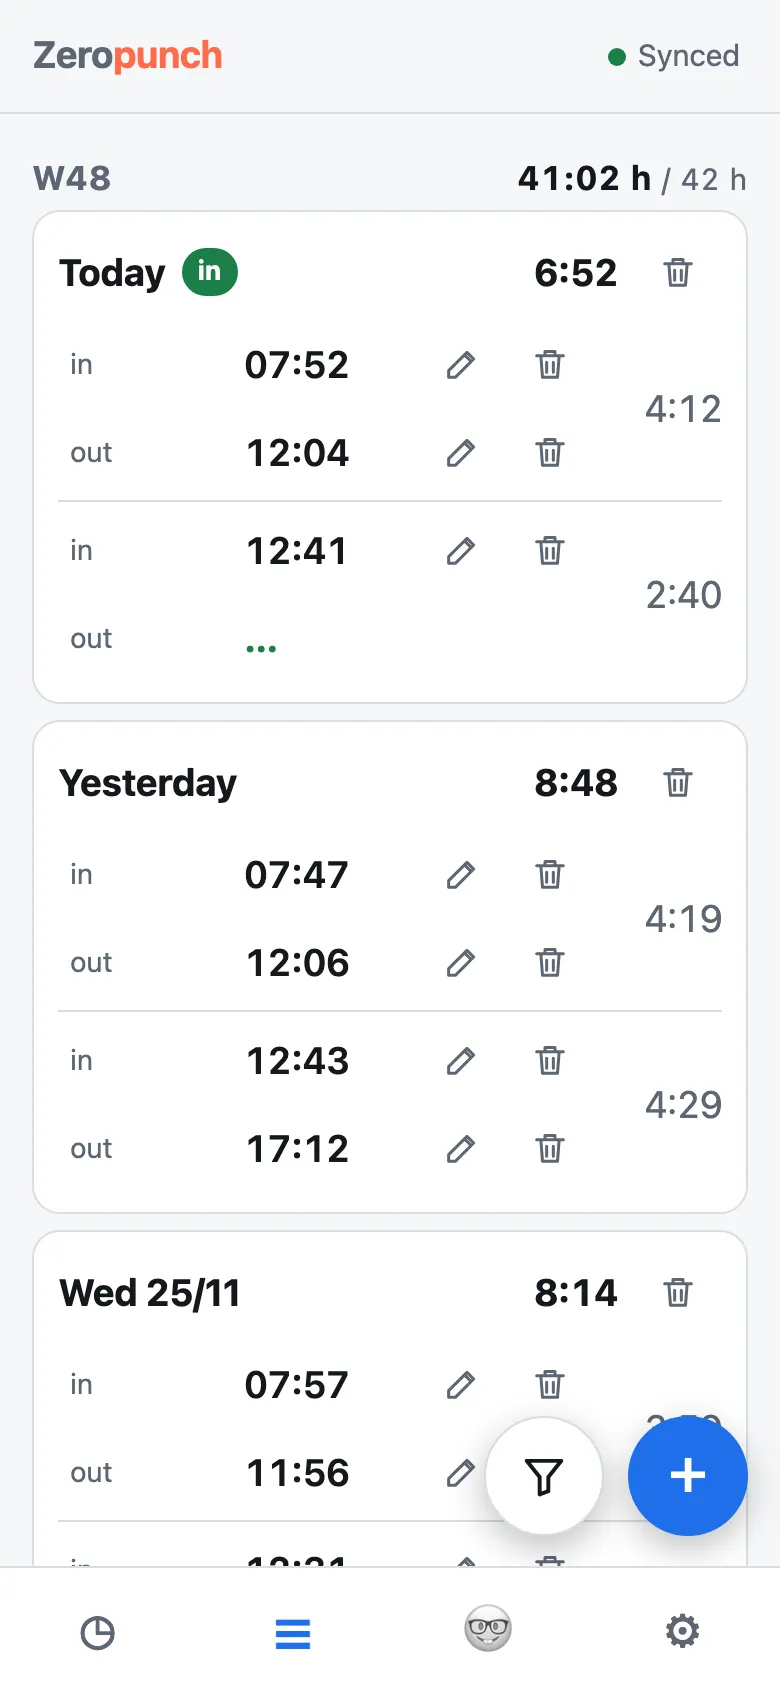 Zeropunch
Synced
W48
41:02 h / 42 h
Today in 6:52
in 07:52
4:12
out 12:04
in 12:41
2:40
out ...
Yesterday 8:48
in 07:47
4:19
out 12:06
in 12:43
4:29
out 17:12
Wed 25/11 8:14
in 07:57
out 11:56
in